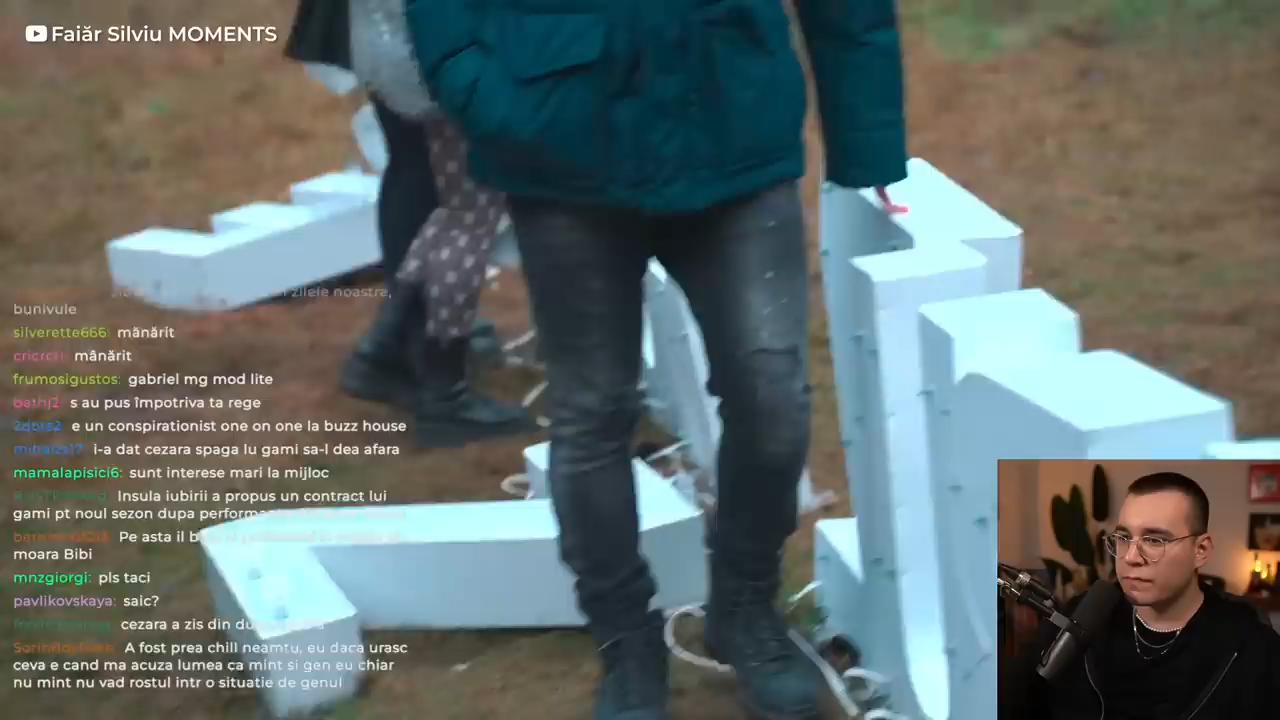 Faiăr Silviu MOMENTS
zilele noastre,
bunivule
silverette666: mănărit
mânărit
frumosigustos: gabriel mg mod lite
s au pus împotriva ta rege
e un conspirationist one on one la buzz house
i-a dat cezara spaga lu gami sa-l dea afara
mamalapisici6: sunt interese mari la mijloc
Insula iubirii a propus un contract lui
gami pt noul sezon dupa
Pe asta il
moara Bibi
mnzgiorgi: pls taci
pavlikovskaya: saic?
cezara a zis din
A fost prea chill neamtu, eu daca urasc
ceva e cand ma acuza lumea ca mint si gen eu chiar
nu mint nu vad rostul intr o situatie de genul